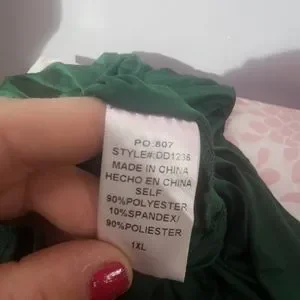 PO:807
STYLE#:DD1236
MADE IN CHINA
HECHO EN CHINA
SELF
90%POLYESTER
10%SPANDEX/
90%POLIESTER
1XL